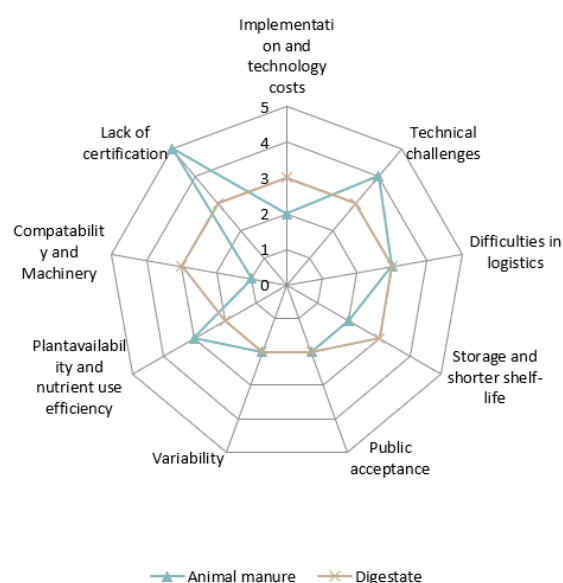 Implementati
on and
technology
costs
Technical
challenges
Difficulties in
logistics
Storage and
shorter shelf-
life
Public
acceptance
Variability
Plantavailabil
ity and
nutrient use
efficiency
Compatabilit
y and
Machinery
Lack of
certification
5
4
3
2
1
0
Animal manure
Digestate